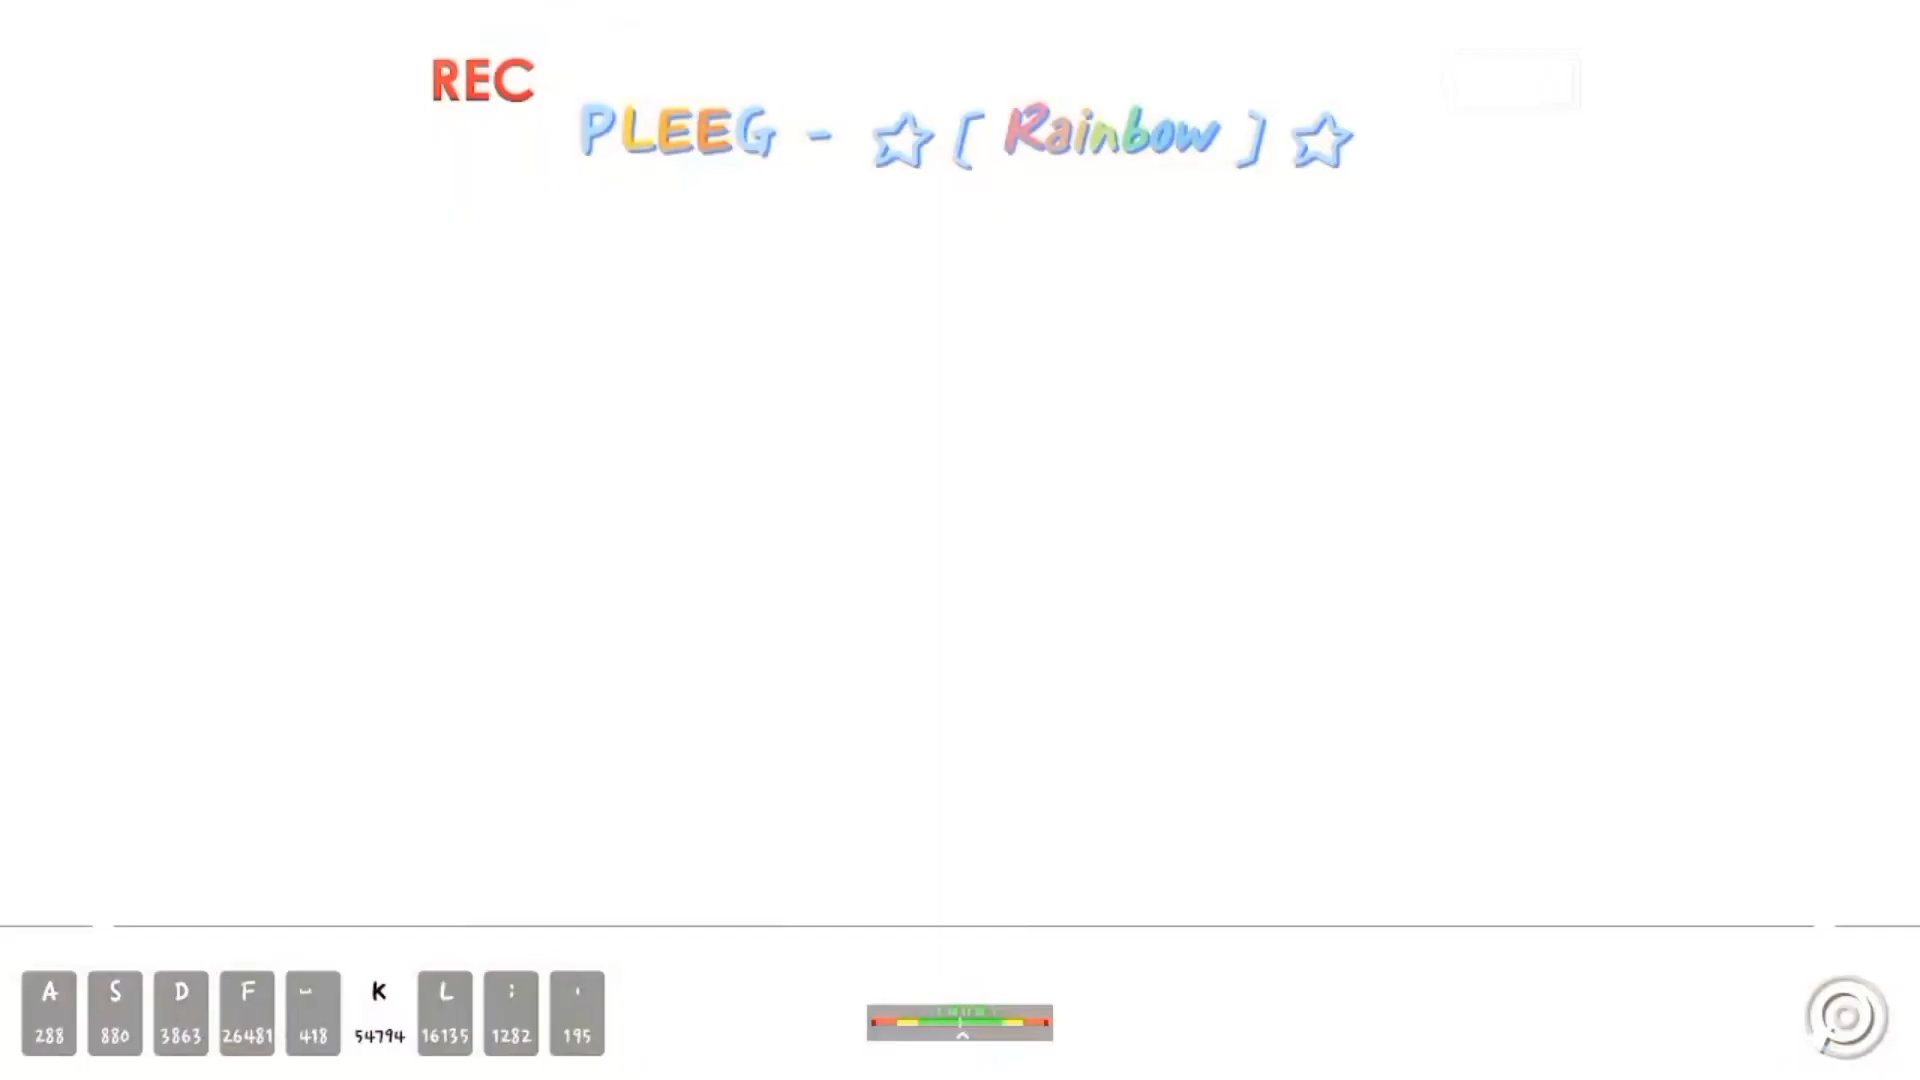 REC
PLEEG - ☆ [ Rainbow ] ☆
A S D F ⎵ K L ; '
288 880 3863 26481 418 54794 16135 1282 195